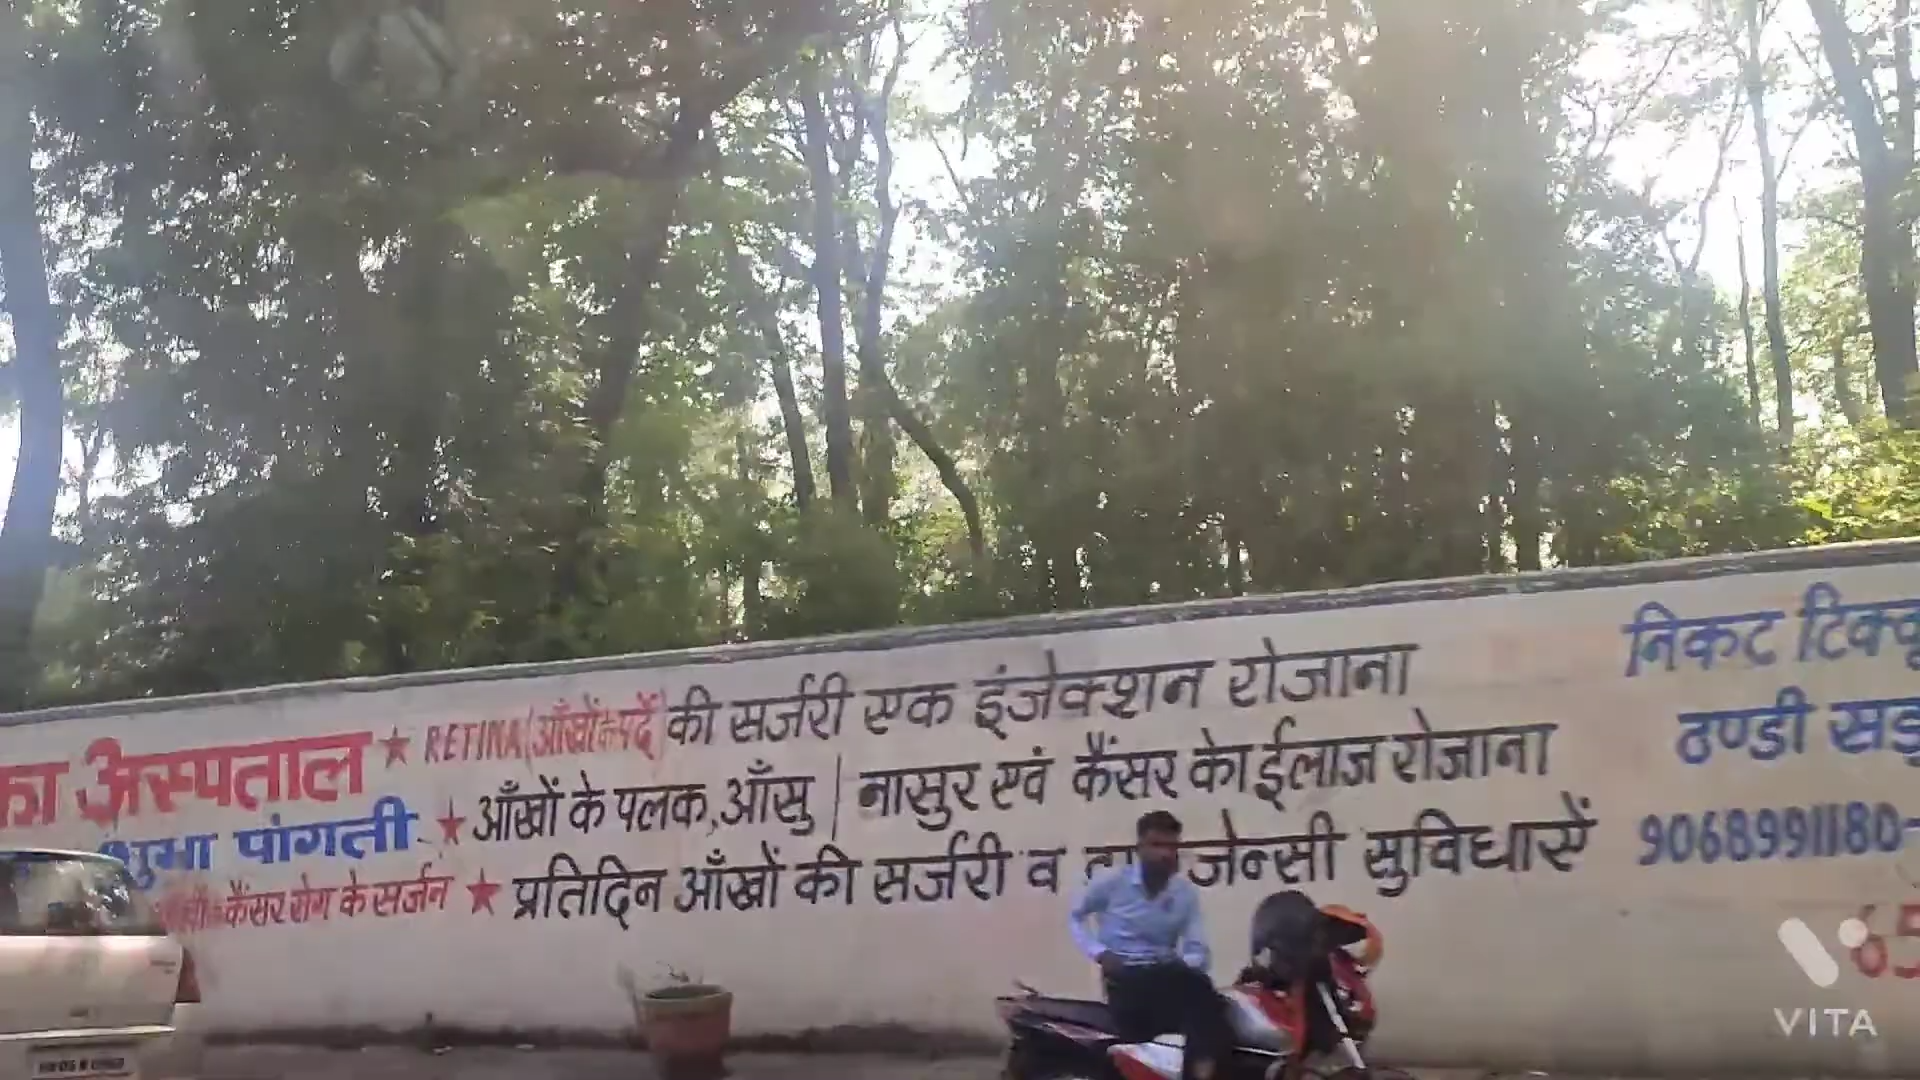 का अस्पताल ★ RETINA(आँखों के पर्दे) की सर्जरी एक इंजेक्शन रोजाना
शुभा पांगती ★ आँखों के पलक, आँसु | नासुर एवं कैंसर केा ईलाज रोजाना
कैंसर रोग के सर्जन ★ प्रतिदिन आँखों की सर्जरी व जेन्सी सुविधाऐं
निकट
ठण्डी
9068991180-
VITA